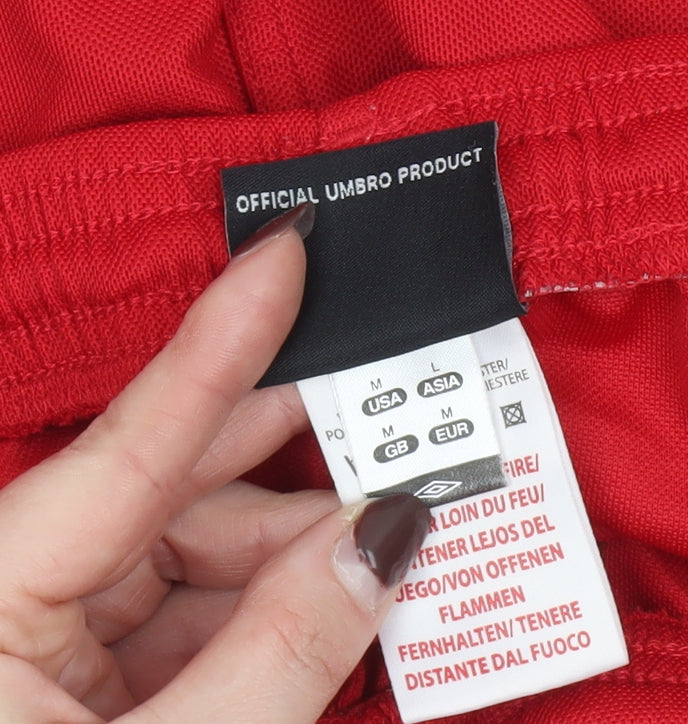 OFFICIAL UMBRO PRODUCT
M L
USA ASIA
M M
GB EUR
FIRE/
LOIN DU FEU/
TENER LEJOS DEL
UEGO/VON OFFENEN
FLAMMEN
FERNHALTEN/TENERE
DISTANTE DAL FUOCO